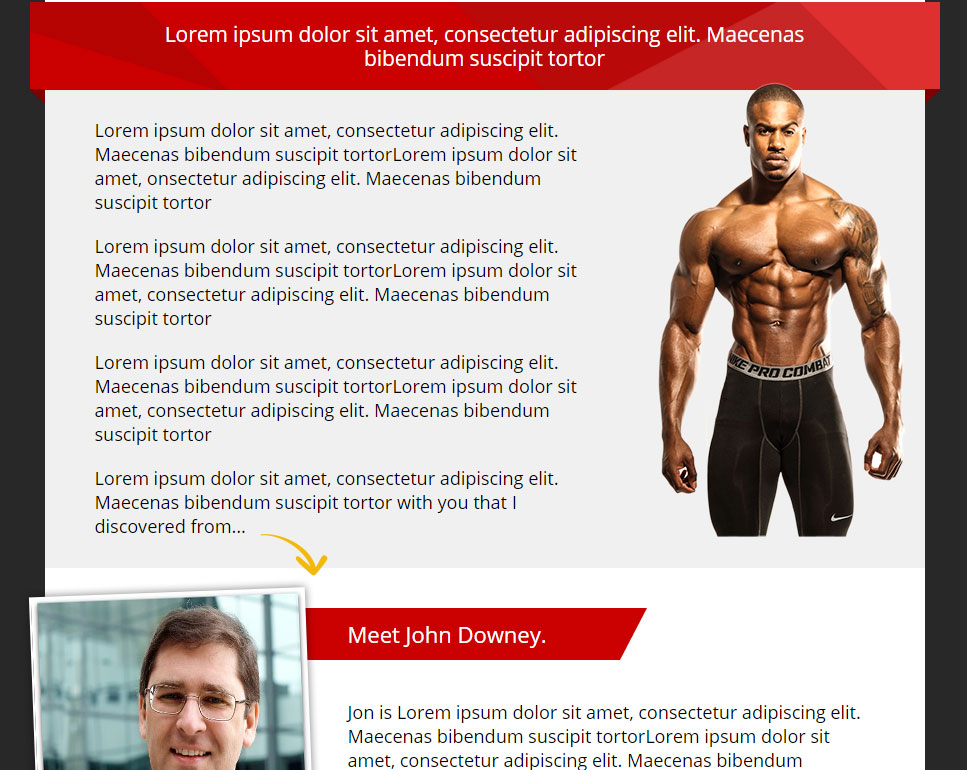 Lorem ipsum dolor sit amet, consectetur adipiscing elit. Maecenas
bibendum suscipit tortor
Lorem ipsum dolor sit amet, consectetur adipiscing elit.
Maecenas bibendum suscipit tortorLorem ipsum dolor sit
amet, onsectetur adipiscing elit. Maecenas bibendum
suscipit tortor
Lorem ipsum dolor sit amet, consectetur adipiscing elit.
Maecenas bibendum suscipit tortorLorem ipsum dolor sit
amet, consectetur adipiscing elit. Maecenas bibendum
suscipit tortor
Lorem ipsum dolor sit amet, consectetur adipiscing elit.
Maecenas bibendum suscipit tortorLorem ipsum dolor sit
amet, consectetur adipiscing elit. Maecenas bibendum
suscipit tortor
NIKE PRO COMBAT
Lorem ipsum dolor sit amet, consectetur adipiscing elit.
Maecenas bibendum suscipit tortor with you that I
discovered from...
Meet John Downey.
Jon is Lorem ipsum dolor sit amet, consectetur adipiscing elit.
Maecenas bibendum suscipit tortorLorem ipsum dolor sit
amet, consectetur adipiscing elit. Maecenas bibendum